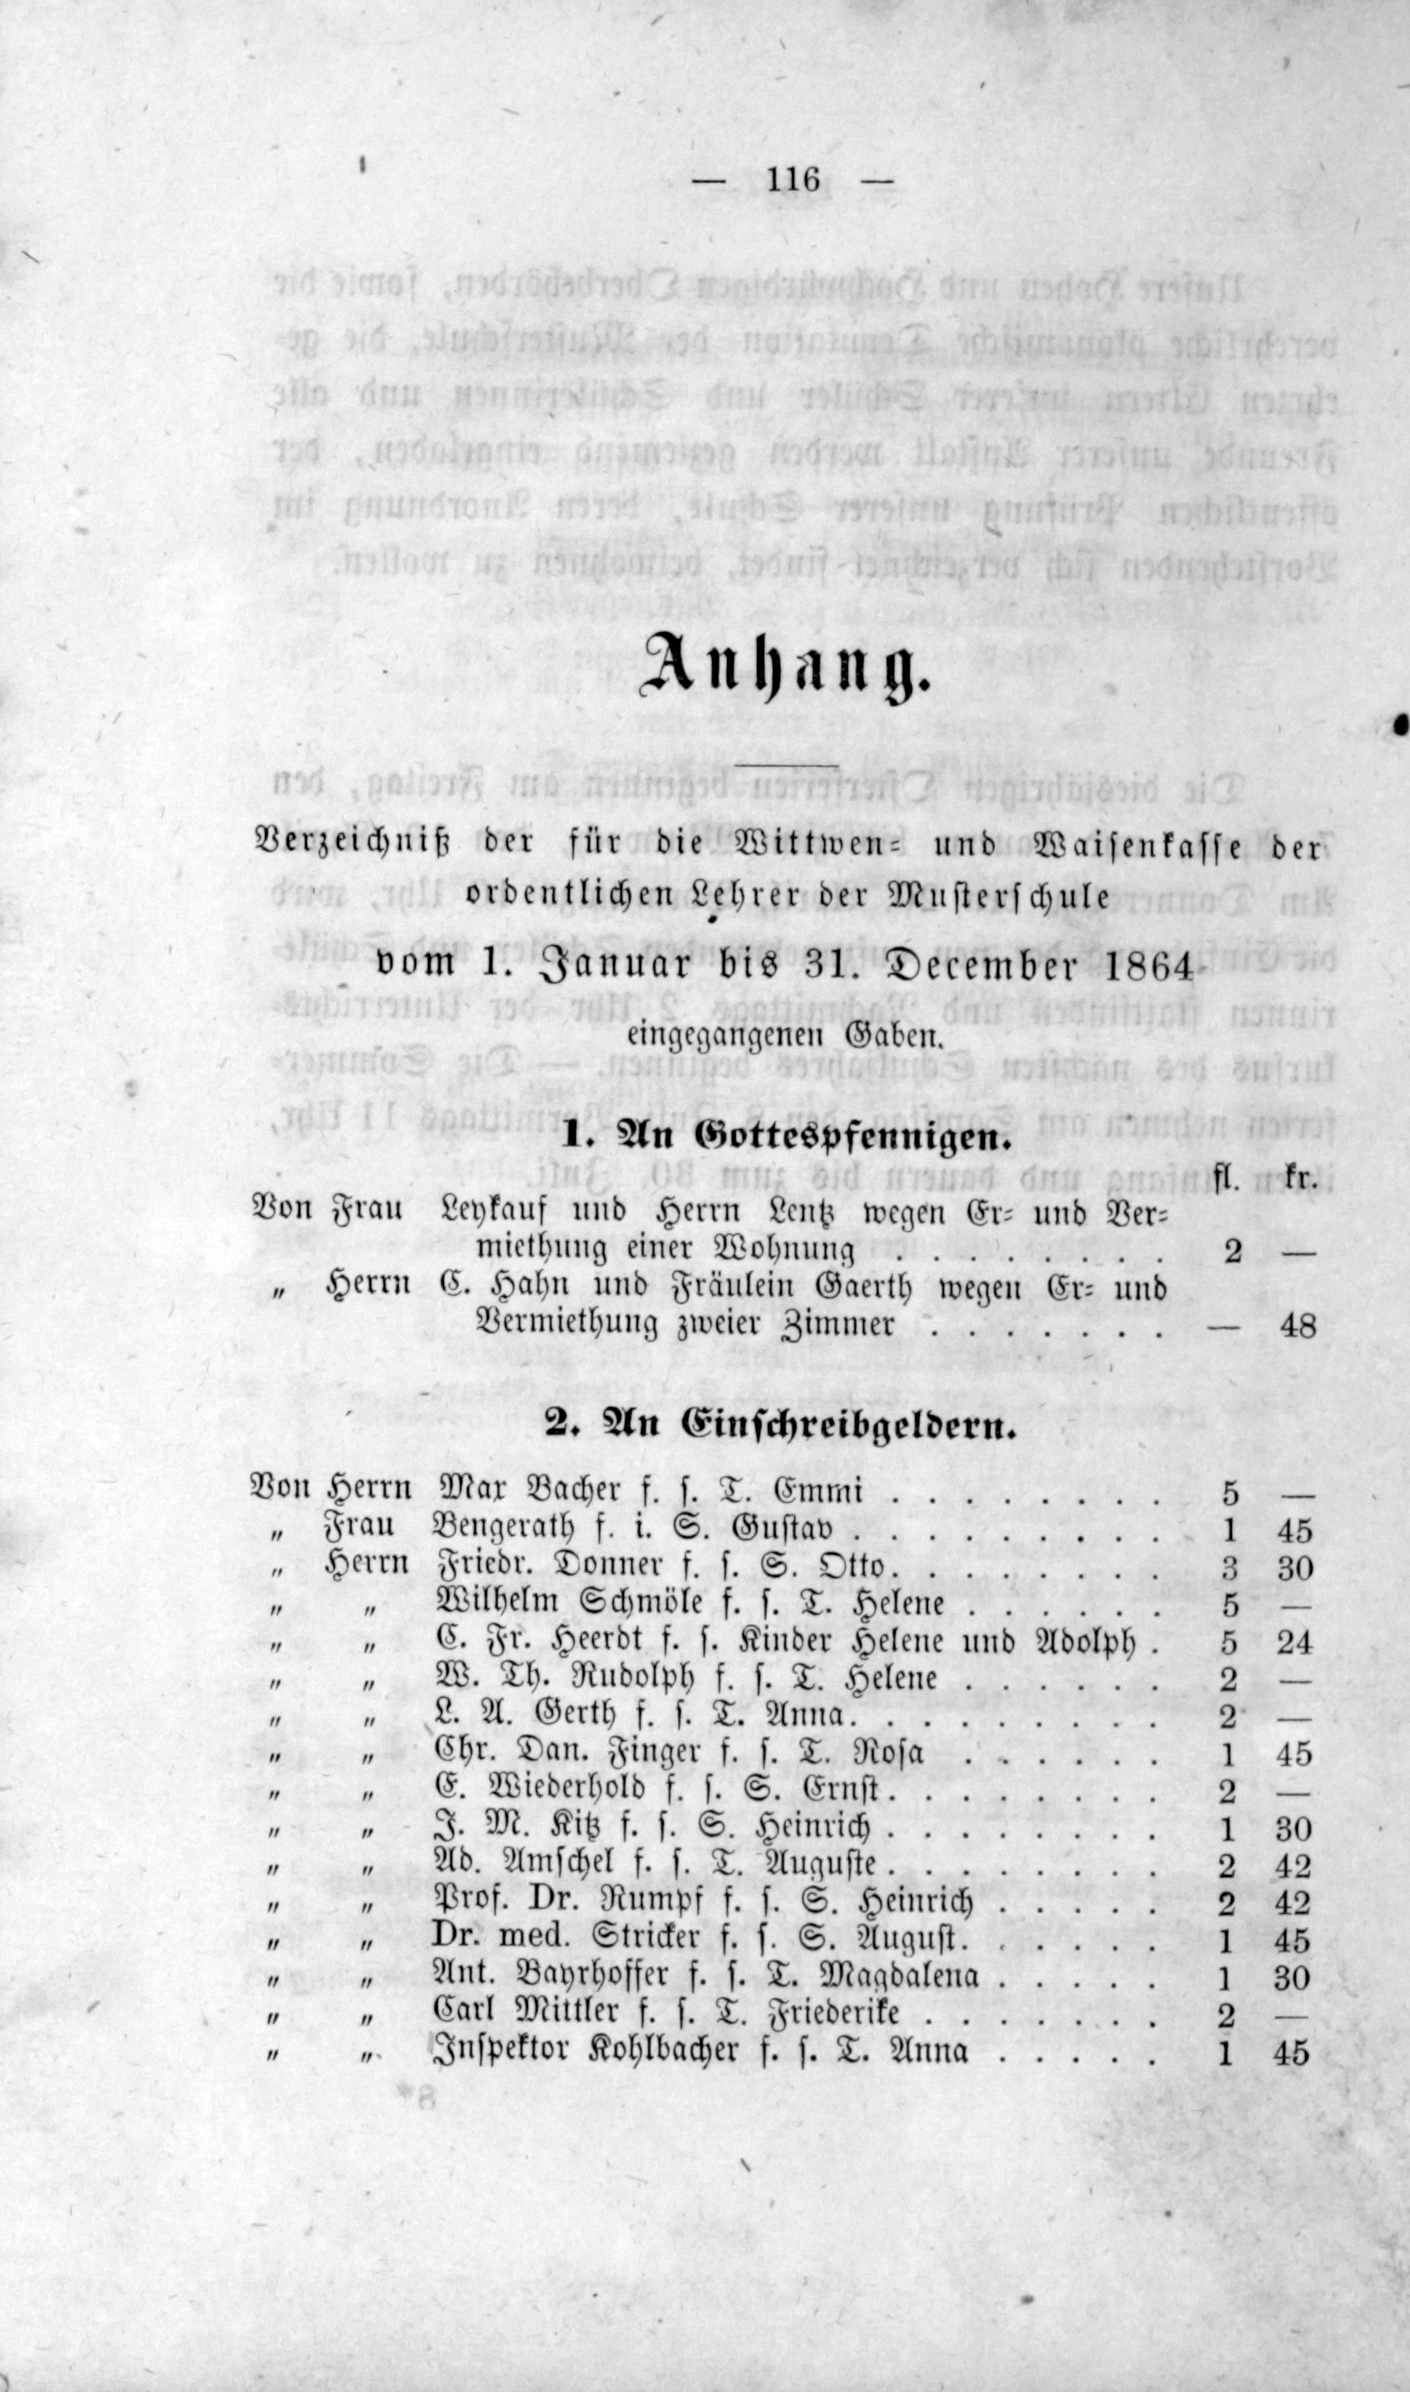 — 116 —
Anhang.
Verzeichniß der für die Wittwen- und Waisenkasse der
ordentlichen Lehrer der Musterschule
vom 1. Januar bis 31. December 1864
eingegangenen Gaben.
1. An Gottespfennigen.
fl. kr.
Von Frau Leykauf und Herrn Lentz wegen Er- und Ver-
miethung einer Wohnung . . . . . . . . 2 —
„ Herrn C. Hahn und Fräulein Gaerth wegen Er- und
Vermiethung zweier Zimmer . . . . . . . — 48
2. An Einschreibgeldern.
Von Herrn Max Bacher f. s. T. Emmi . . . . . . . . 5 —
„ Frau Bengerath f. i. S. Gustav . . . . . . . . . 1 45
„ Herrn Friedr. Donner f. s. S. Otto. . . . . . . . . 3 30
„ „ Wilhelm Schmöle f. s. T. Helene . . . . . . 5 —
„ „ C. Fr. Heerdt f. s. Kinder Helene und Adolph . 5 24
„ „ W. Th. Rudolph f. s. T. Helene . . . . . . 2 —
„ „ L. A. Gerth f. s. T. Anna. . . . . . . . . 2 —
„ „ Chr. Dan. Finger f. s. T. Rosa . . . . . . 1 45
„ „ E. Wiederhold f. s. S. Ernst. . . . . . . . 2 —
„ „ J. M. Kitz f. s. S. Heinrich . . . . . . . . 1 30
„ „ Ad. Amschel f. s. T. Auguste . . . . . . . . 2 42
„ „ Prof. Dr. Rumpf f. s. S. Heinrich . . . . . 2 42
„ „ Dr. med. Stricker f. s. S. August. . . . . . 1 45
„ „ Ant. Bayrhoffer f. s. T. Magdalena . . . . . 1 30
„ „ Carl Mittler f. s. T. Friederike . . . . . . . 2 —
„ „ Inspektor Kohlbacher f. s. T. Anna . . . . . 1 45